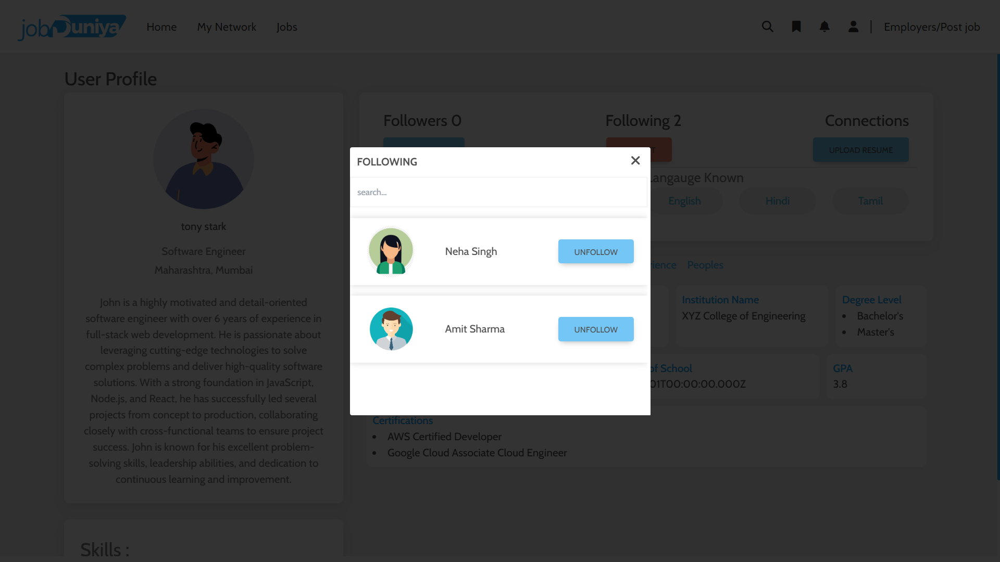 jobDuniya
Home
My Network
Jobs
Employers/Post job
User Profile
tony stark
Software Engineer
Maharashtra, Mumbai
John is a highly motivated and detail-oriented
software engineer with over 6 years of experience in
full-stack web development. He is passionate about
leveraging cutting-edge technologies to solve
complex problems and deliver high-quality software
solutions. With a strong foundation in JavaScript,
Node.js, and React, he has successfully led several
projects from concept to production, collaborating
closely with cross-functional teams to ensure project
success. John is known for his excellent problem-
solving skills, leadership abilities, and dedication to
continuous learning and improvement.
Skills :
Followers 0
Following 2
Connections
UPLOAD RESUME
FOLLOWING
search...
Neha Singh
UNFOLLOW
Amit Sharma
UNFOLLOW
Langauge Known
English
Hindi
Tamil
Peoples
Institution Name
XYZ College of Engineering
Degree Level
• Bachelor's
• Master's
of School
01T00:00:00.000Z
GPA
3.8
Certifications
• AWS Certified Developer
• Google Cloud Associate Cloud Engineer